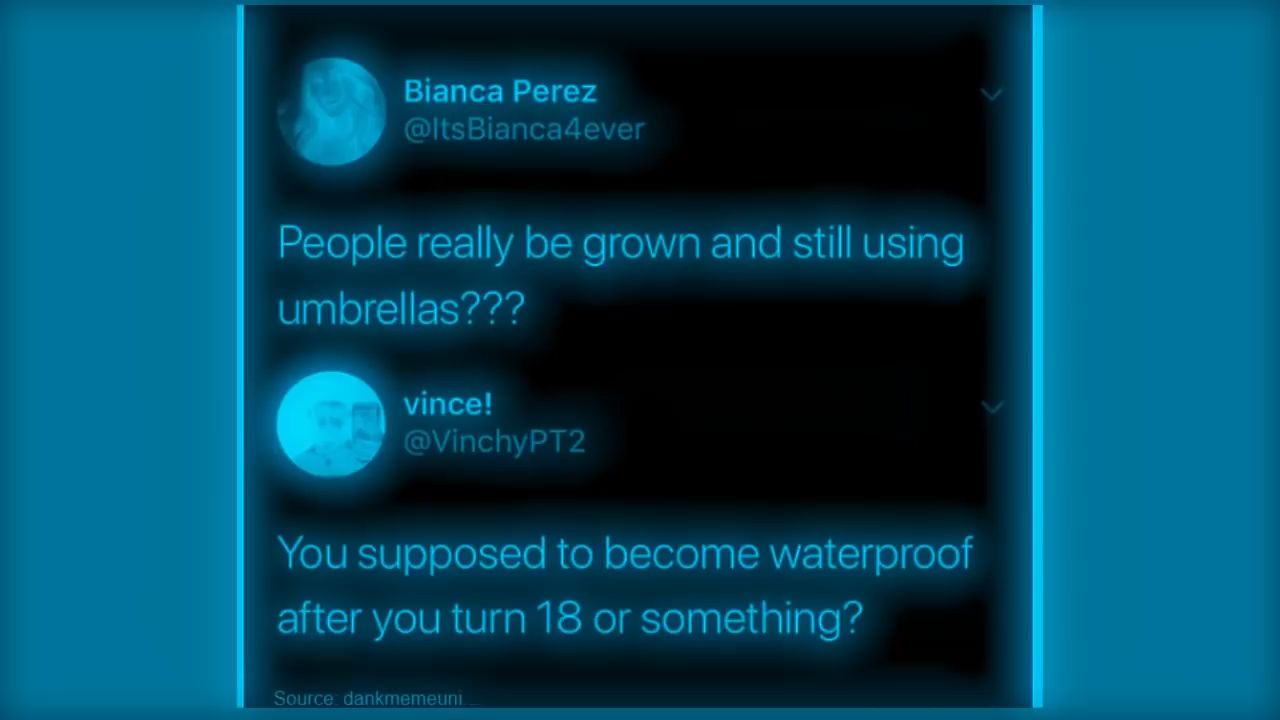 Bianca Perez
@ItsBianca4ever
People really be grown and still using
umbrellas???
vince!
@VinchyPT2
You supposed to become waterproof
after you turn 18 or something?
Source: dankmemeuni...